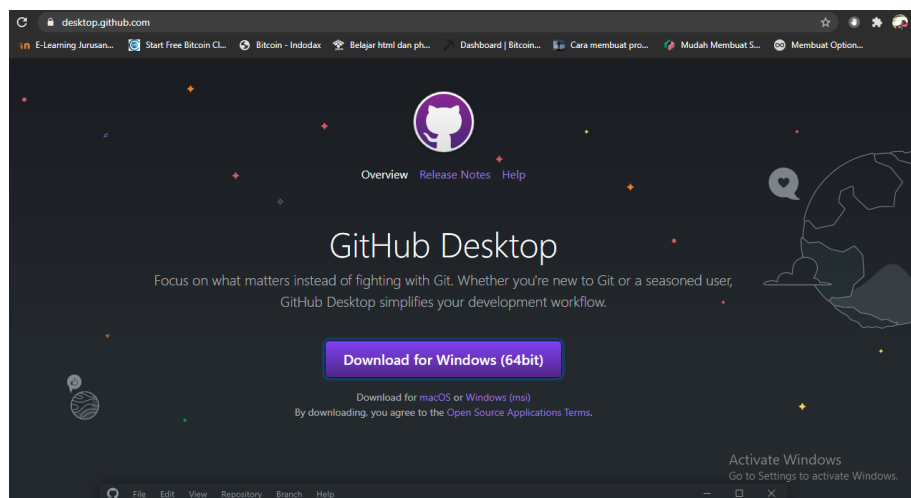 desktop.github.com
in E-Learning Jurusan... Start Free Bitcoin Cl... Bitcoin - Indodax Belajar html dan ph... Dashboard | Bitcoin... Cara membuat pro... Mudah Membuat S... Membuat Option...
Overview Release Notes Help
GitHub Desktop
Focus on what matters instead of fighting with Git. Whether you're new to Git or a seasoned user,
GitHub Desktop simplifies your development workflow.
Download for Windows (64bit)
Download for macOS or Windows (msi)
By downloading, you agree to the Open Source Applications Terms.
Activate Windows
Go to Settings to activate Windows.
File Edit View Repository Branch Help